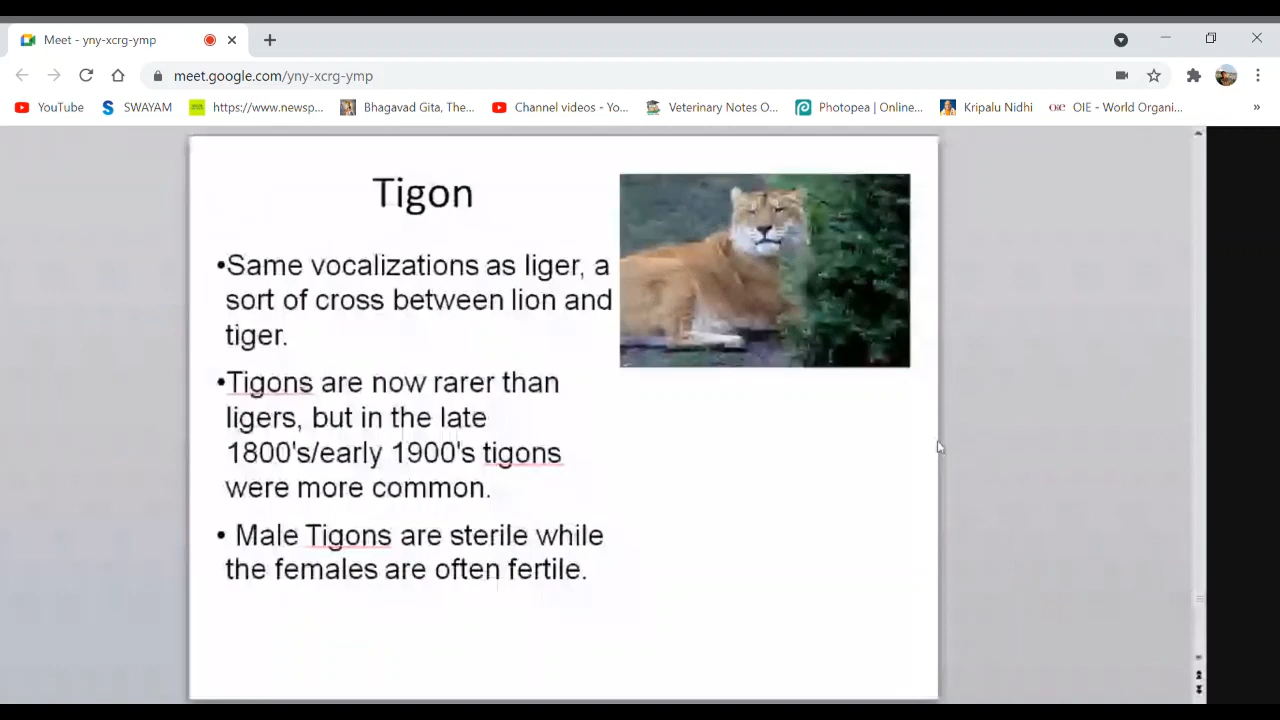 Meet - yny-xcrg-ymp
meet.google.com/yny-xcrg-ymp
YouTube
SWAYAM
https://www.newsp...
Bhagavad Gita, The...
Channel videos - Yo...
Veterinary Notes O...
Photopea | Online...
Kripalu Nidhi
OIE - World Organi...
»
Tigon
•Same vocalizations as liger, a
sort of cross between lion and
tiger.
•Tigons are now rarer than
ligers, but in the late
1800's/early 1900's tigons
were more common.
• Male Tigons are sterile while
the females are often fertile.